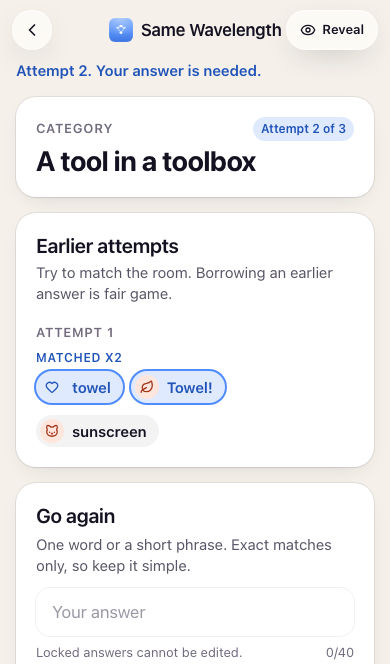 Same Wavelength
Reveal
Attempt 2. Your answer is needed.
CATEGORY
Attempt 2 of 3
A tool in a toolbox
Earlier attempts
Try to match the room. Borrowing an earlier
answer is fair game.
ATTEMPT 1
MATCHED X2
towel
Towel!
sunscreen
Go again
One word or a short phrase. Exact matches
only, so keep it simple.
Your answer
Locked answers cannot be edited.
0/40